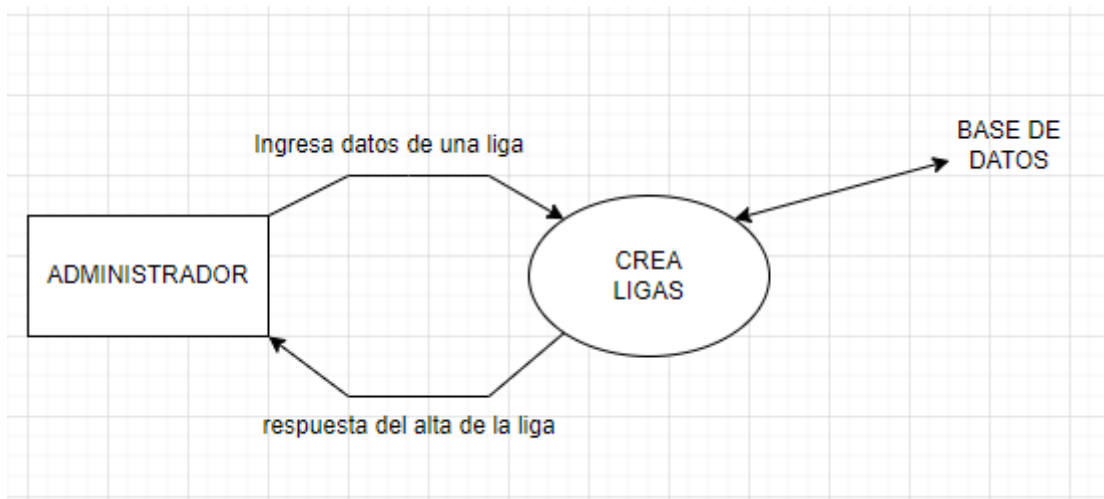 Ingresa datos de una liga
BASE DE
DATOS
ADMINISTRADOR
CREA
LIGAS
respuesta del alta de la liga